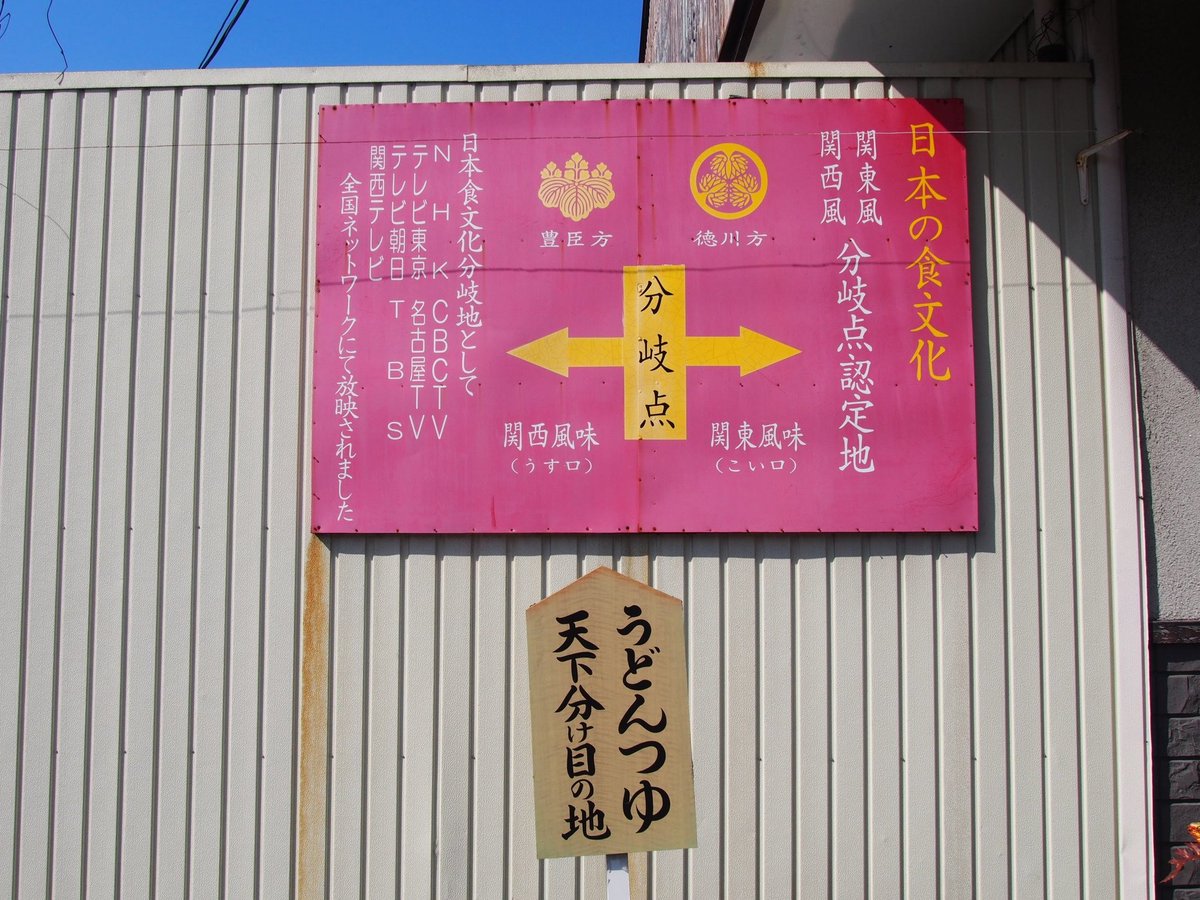 日本の食文化
関東風
関西風
分岐点認定地
徳川方
豊臣方
分岐点
関東風味
（こい口）
関西風味
（うす口）
日本食文化分岐地として
NHK CBCTV
テレビ東京 名古屋TV
テレビ朝日 TBS
関西テレビ
全国ネットワークにて放映されました
うどんつゆ
天下分け目の地